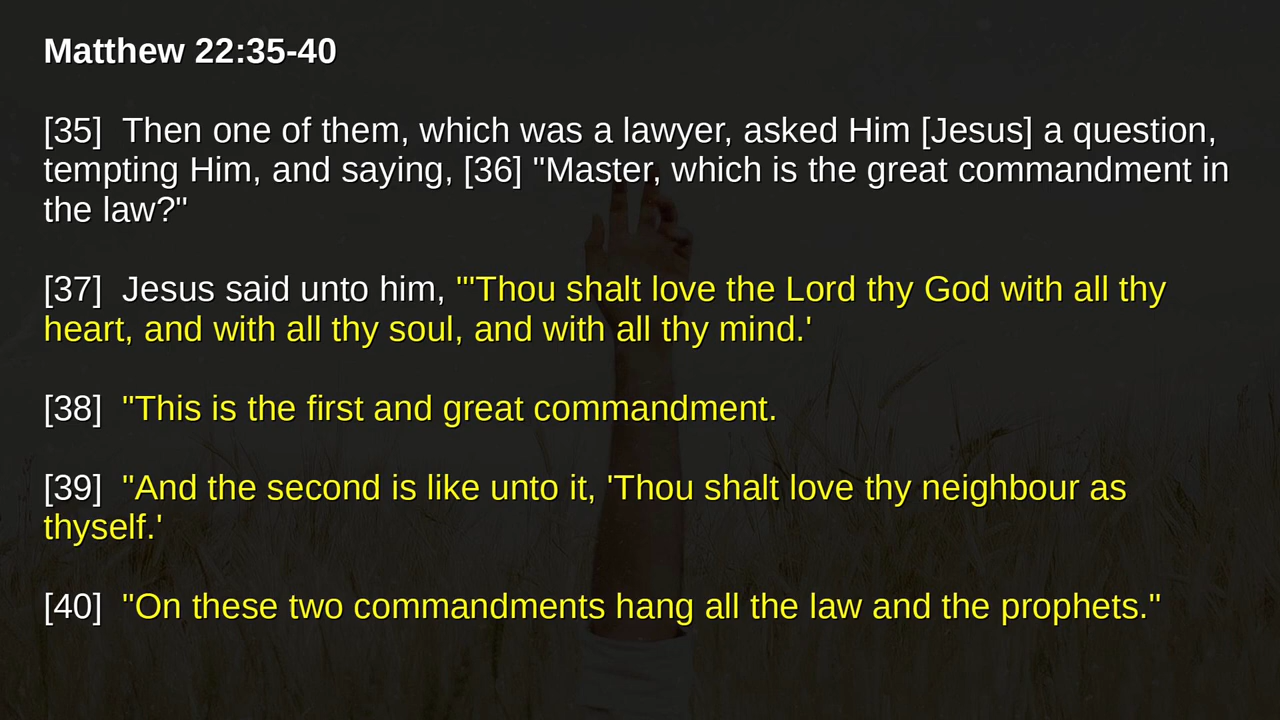 Matthew 22:35-40
[35]  Then one of them, which was a lawyer, asked Him [Jesus] a question,
tempting Him, and saying, [36] "Master, which is the great commandment in
the law?"
[37]  Jesus said unto him, "'Thou shalt love the Lord thy God with all thy
heart, and with all thy soul, and with all thy mind.'
[38]  "This is the first and great commandment.
[39]  "And the second is like unto it, 'Thou shalt love thy neighbour as
thyself.'
[40]  "On these two commandments hang all the law and the prophets."